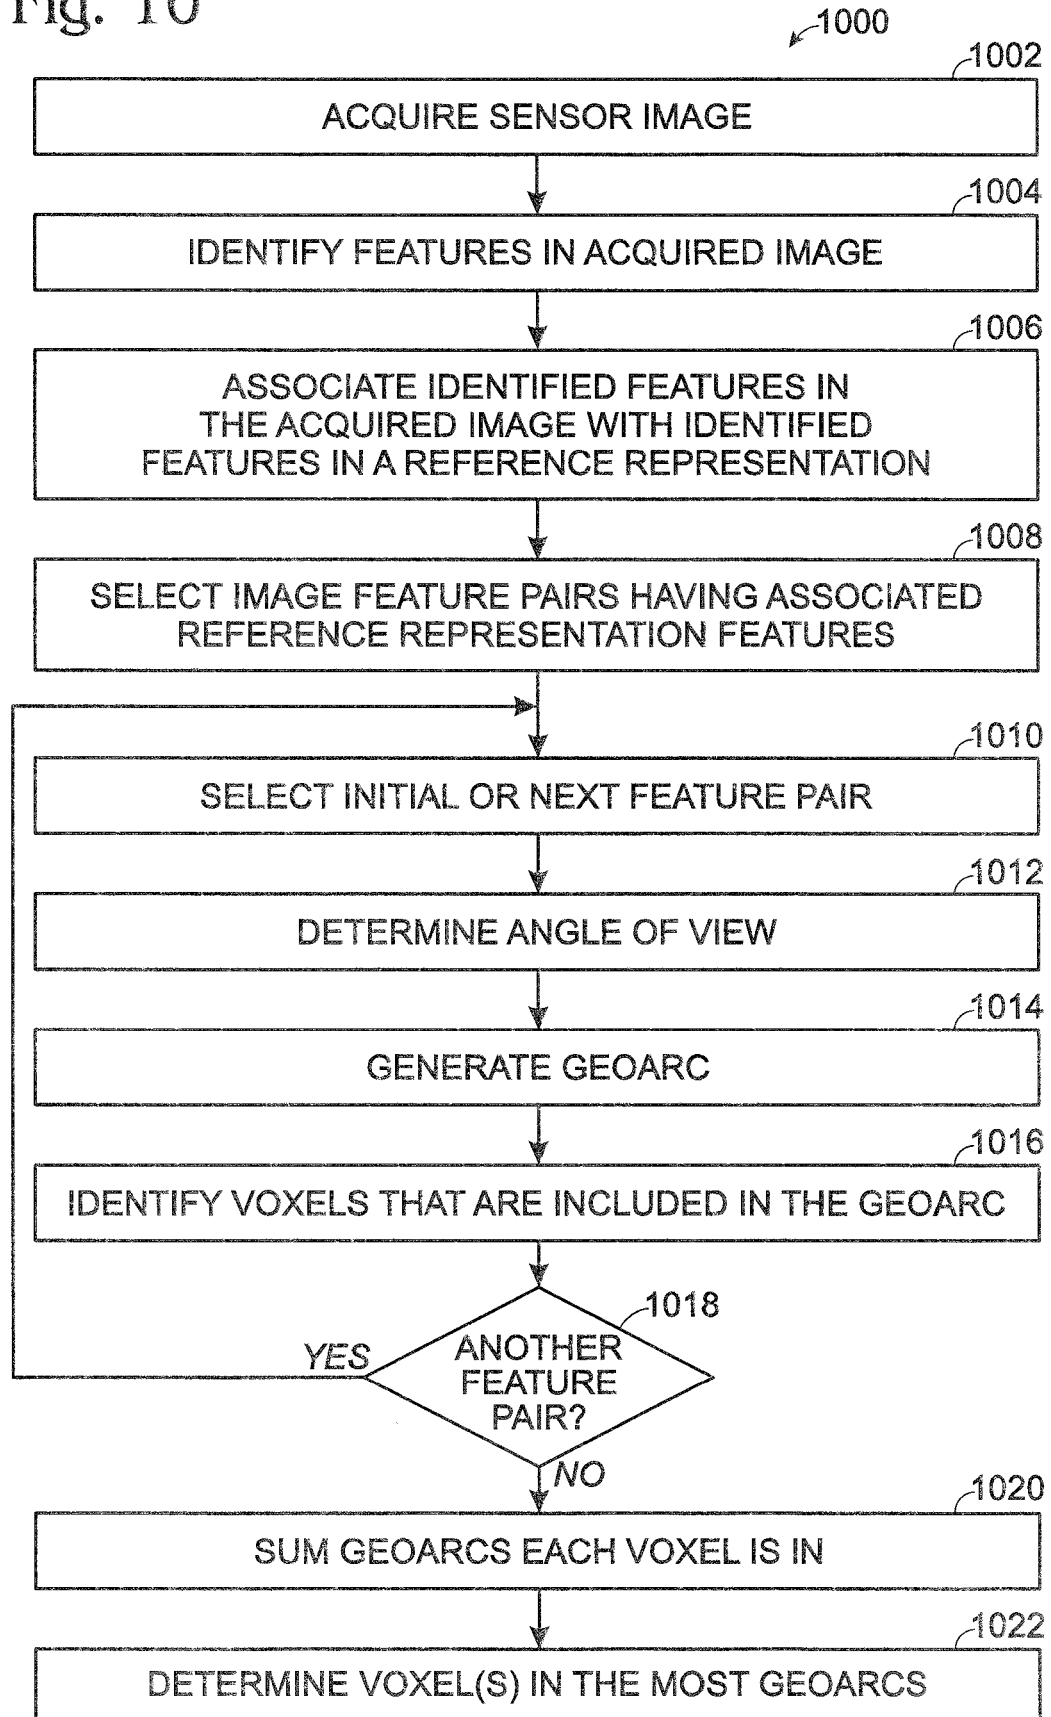 Fig. 10
1000
1002
ACQUIRE SENSOR IMAGE
1004
IDENTIFY FEATURES IN ACQUIRED IMAGE
1006
ASSOCIATE IDENTIFIED FEATURES IN
THE ACQUIRED IMAGE WITH IDENTIFIED
FEATURES IN A REFERENCE REPRESENTATION
1008
SELECT IMAGE FEATURE PAIRS HAVING ASSOCIATED
REFERENCE REPRESENTATION FEATURES
1010
SELECT INITIAL OR NEXT FEATURE PAIR
1012
DETERMINE ANGLE OF VIEW
1014
GENERATE GEOARC
1016
IDENTIFY VOXELS THAT ARE INCLUDED IN THE GEOARC
1018
YES
ANOTHER
FEATURE
PAIR?
NO
1020
SUM GEOARCS EACH VOXEL IS IN
1022
DETERMINE VOXEL(S) IN THE MOST GEOARCS